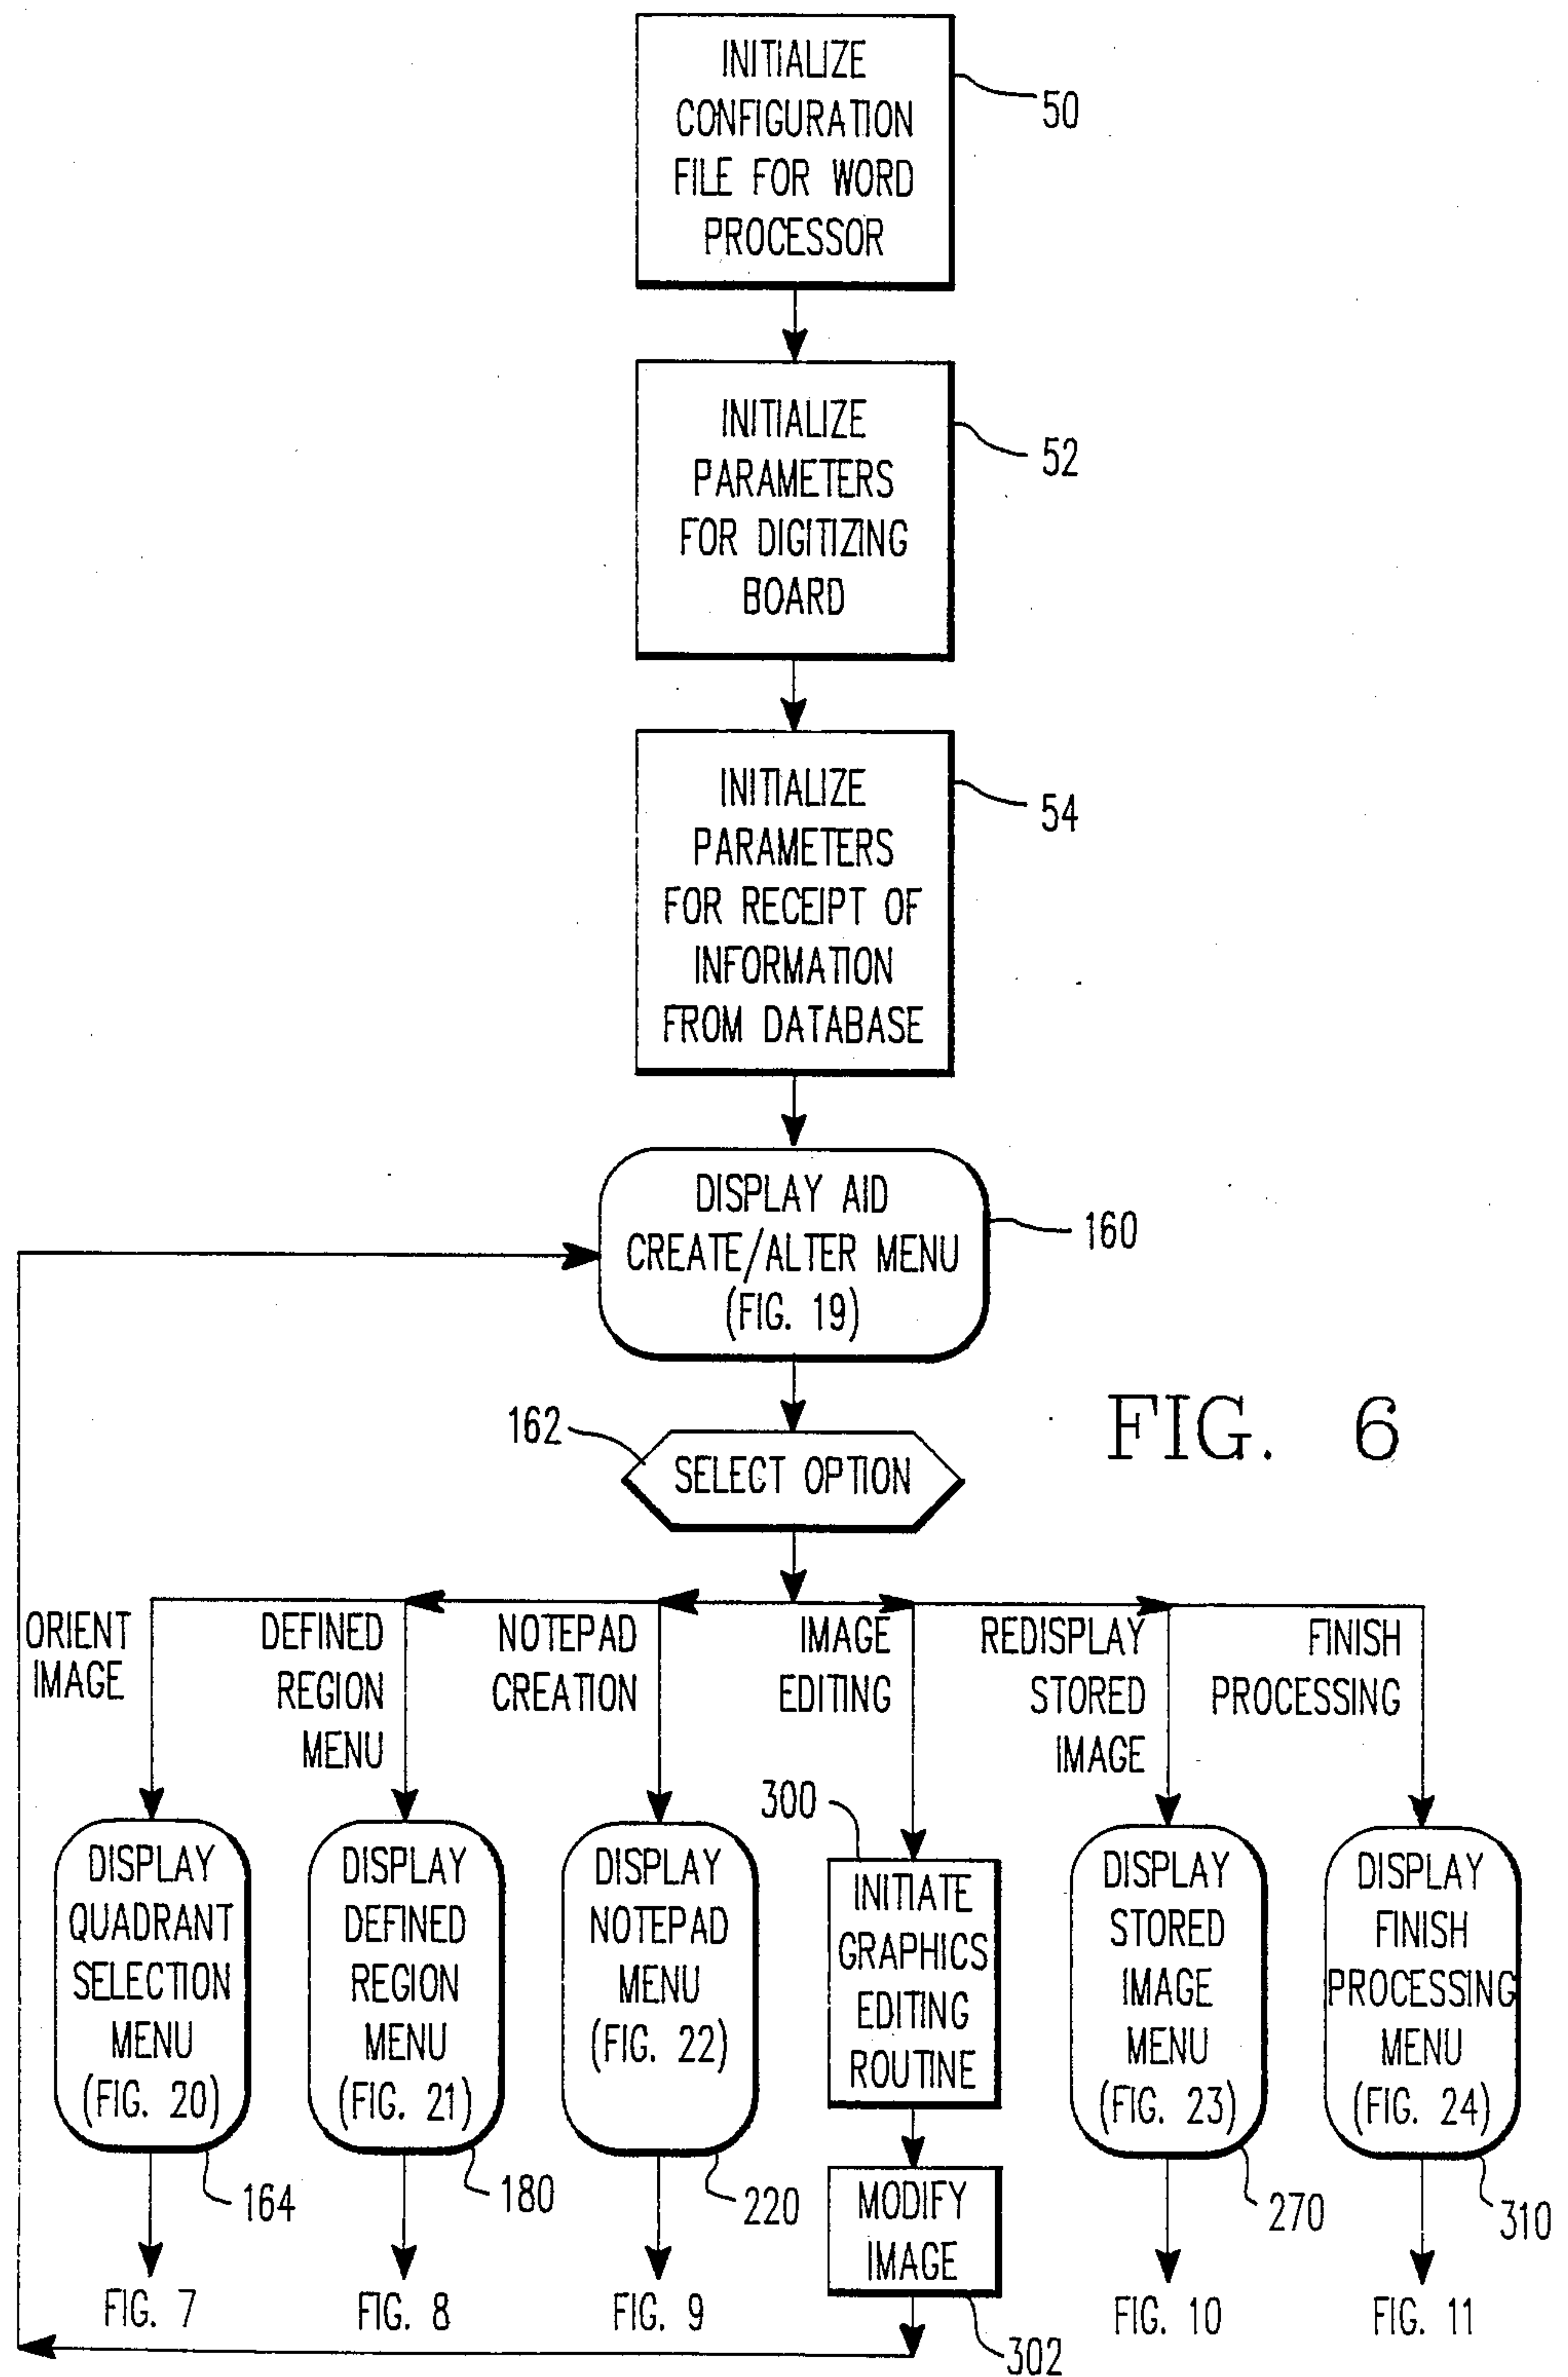 INITIALIZE
CONFIGURATION
FILE FOR WORD
PROCESSOR
50
INITIALIZE
PARAMETERS
FOR DIGITIZING
BOARD
52
INITIALIZE
PARAMETERS
FOR RECEIPT OF
INFORMATION
FROM DATABASE
54
DISPLAY AID
CREATE/ALTER MENU
(FIG. 19)
160
FIG. 6
162
SELECT OPTION
ORIENT
IMAGE
DEFINED
REGION
MENU
NOTEPAD
CREATION
IMAGE
EDITING
REDISPLAY
STORED
IMAGE
FINISH
PROCESSING
DISPLAY
QUADRANT
SELECTION
MENU
(FIG. 20)
164
FIG. 7
DISPLAY
DEFINED
REGION
MENU
(FIG. 21)
180
FIG. 8
DISPLAY
NOTEPAD
MENU
(FIG. 22)
220
FIG. 9
300
INITIATE
GRAPHICS
EDITING
ROUTINE
MODIFY
IMAGE
302
DISPLAY
STORED
IMAGE
MENU
(FIG. 23)
270
FIG. 10
DISPLAY
FINISH
PROCESSING
MENU
(FIG. 24)
310
FIG. 11